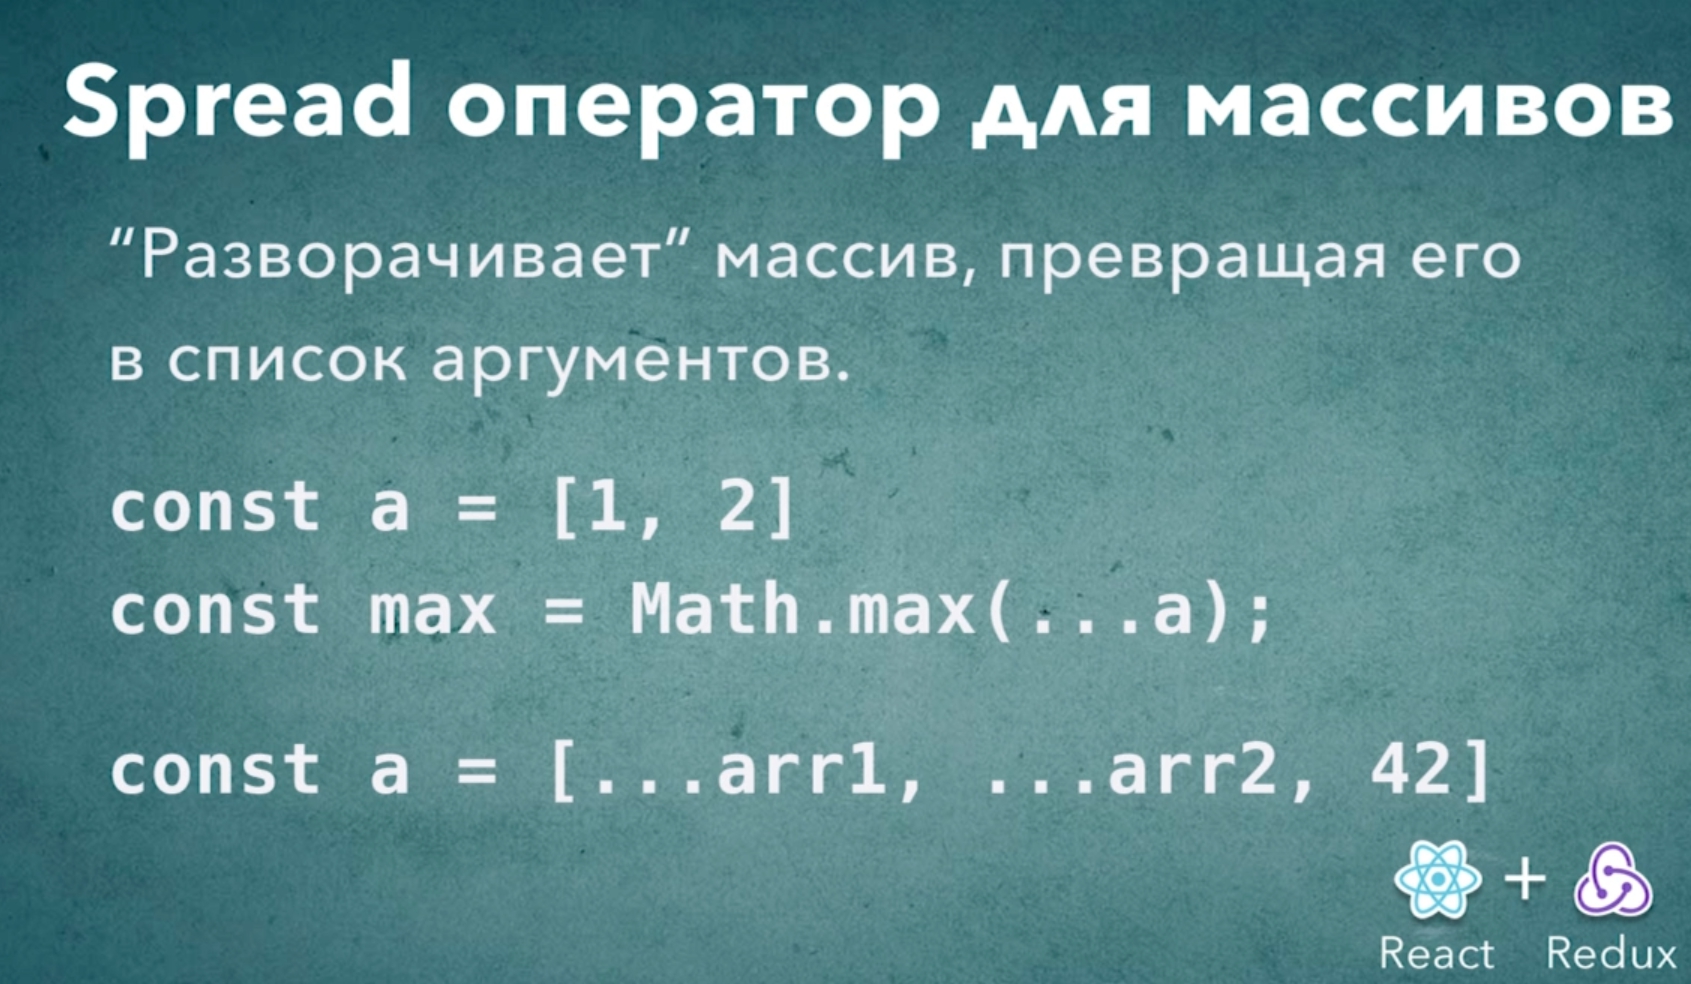 Spread оператор для массивов
“Разворачивает” массив, превращая его
в список аргументов.
const a = [1, 2]
const max = Math.max(...a);
const a = [...arr1, ...arr2, 42]
+
React Redux